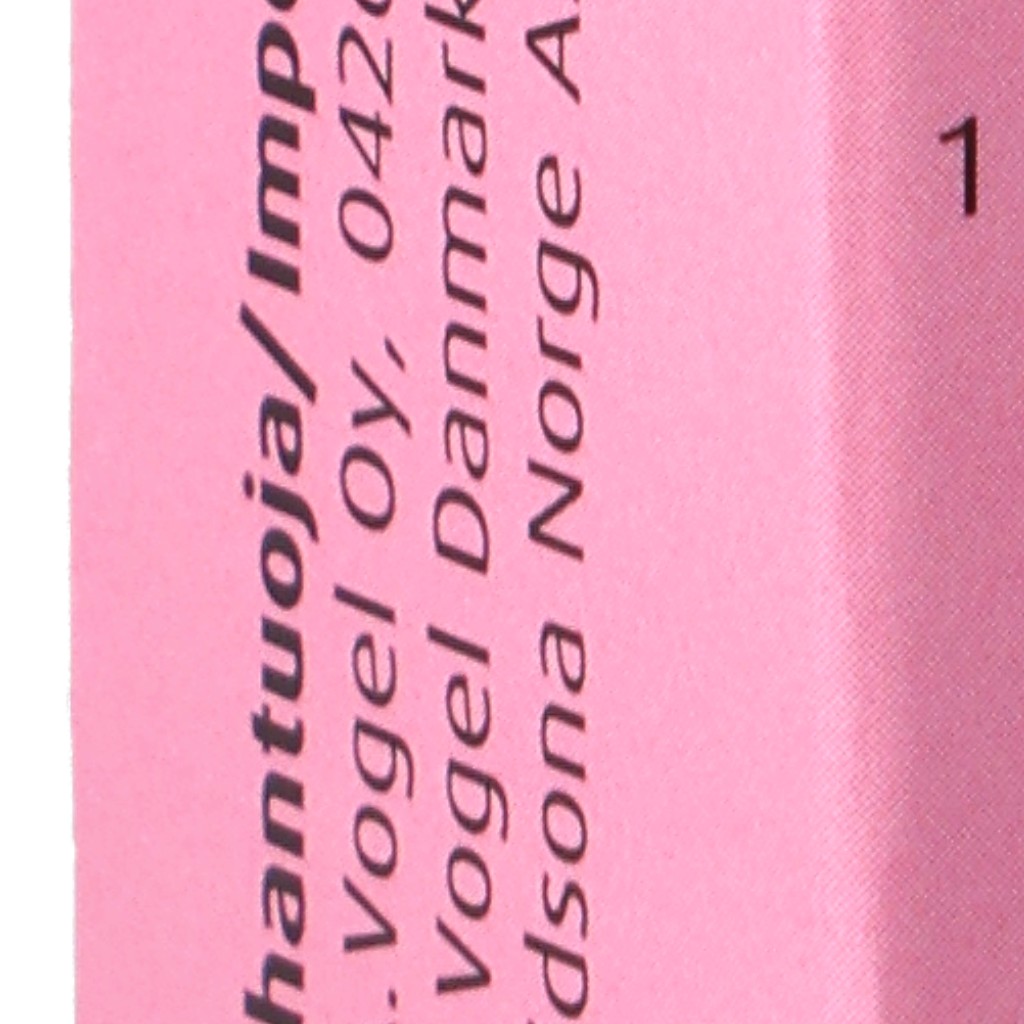 hantuoja/Imp
.Vogel Oy, 042
Vogel Danmark
dsona Norge A
1